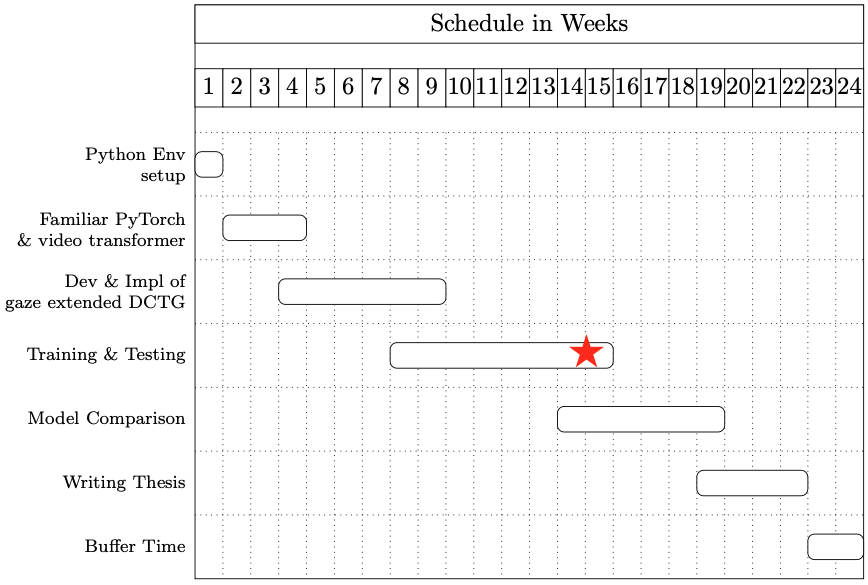 Schedule in Weeks
1 2 3 4 5 6 7 8 9 10 11 12 13 14 15 16 17 18 19 20 21 22 23 24
Python Env
setup
Familiar PyTorch
& video transformer
Dev & Impl of
gaze extended DCTG
Training & Testing
Model Comparison
Writing Thesis
Buffer Time